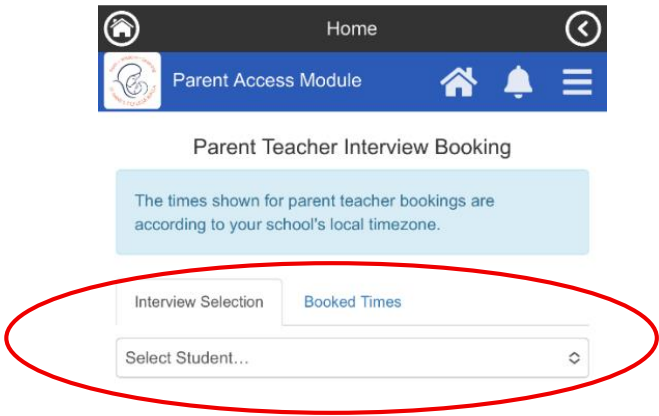 Home
Parent Access Module
Parent Teacher Interview Booking
The times shown for parent teacher bookings are
according to your school's local timezone.
Interview Selection
Booked Times
Select Student...